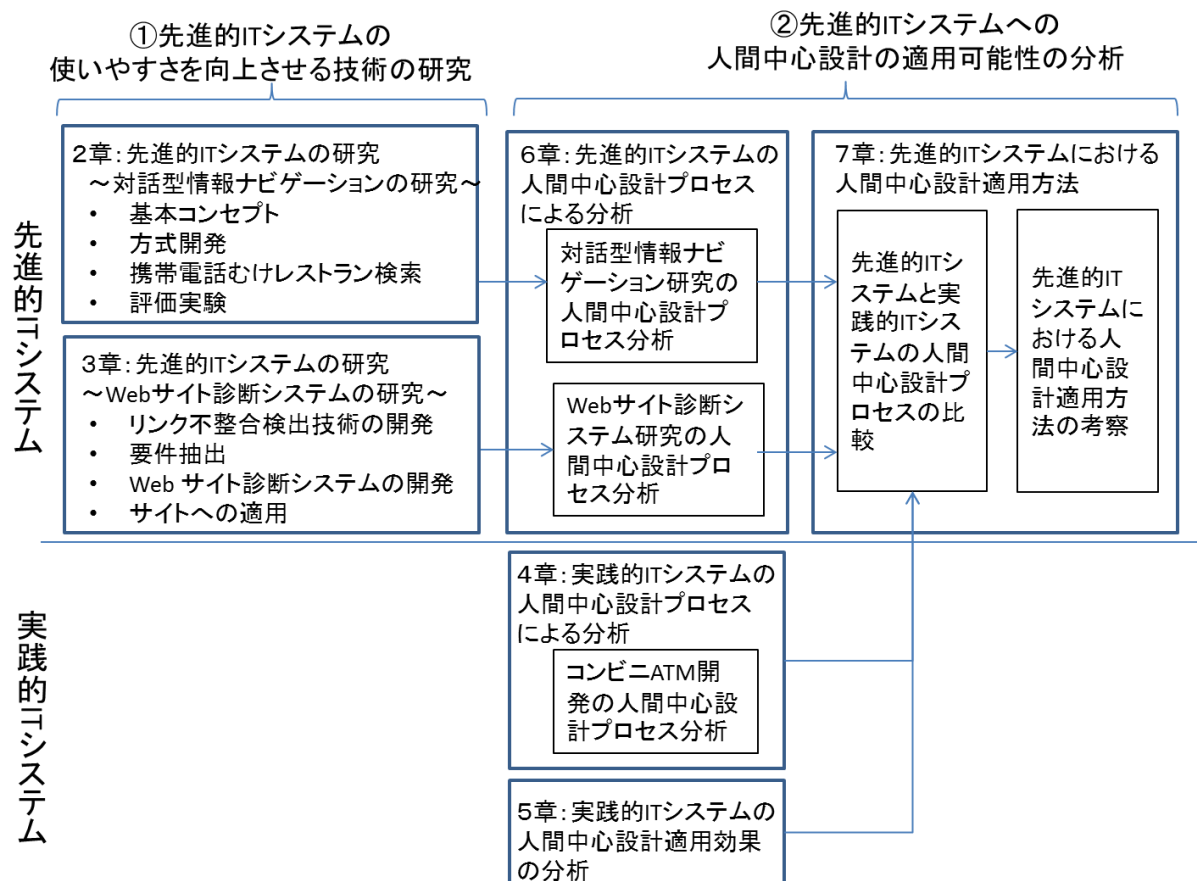 ①先進的ITシステムの
使いやすさを向上させる技術の研究
②先進的ITシステムへの
人間中心設計の適用可能性の分析
先進的ITシステム
2章：先進的ITシステムの研究
～対話型情報ナビゲーションの研究～
• 基本コンセプト
• 方式開発
• 携帯電話むけレストラン検索
• 評価実験
3章：先進的ITシステムの研究
～Webサイト診断システムの研究～
• リンク不整合検出技術の開発
• 要件抽出
• Web サイト診断システムの開発
• サイトへの適用
6章：先進的ITシステムの
人間中心設計プロセス
による分析
対話型情報ナビ
ゲーション研究の
人間中心設計プ
ロセス分析
Webサイト診断シ
ステム研究の人
間中心設計プロ
セス分析
7章：先進的ITシステムにおける
人間中心設計適用方法
先進的ITシ
ステムと実
践的ITシス
テムの人間
中心設計プ
ロセスの比
較
先進的IT
システムに
おける人
間中心設
計適用方
法の考察
実践的ITシステム
4章：実践的ITシステムの
人間中心設計プロセス
による分析
コンビニATM開
発の人間中心設
計プロセス分析
5章：実践的ITシステムの
人間中心設計適用効果
の分析